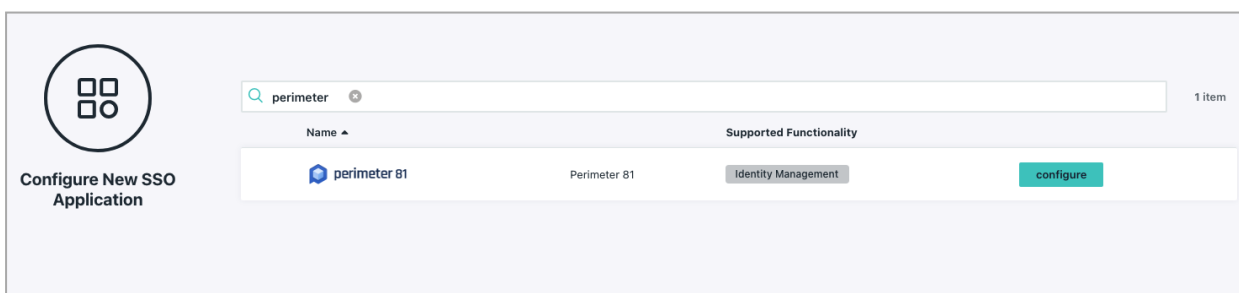 perimeter
1 item
Name
Supported Functionality
perimeter 81
Perimeter 81
Identity Management
configure
Configure New SSO
Application